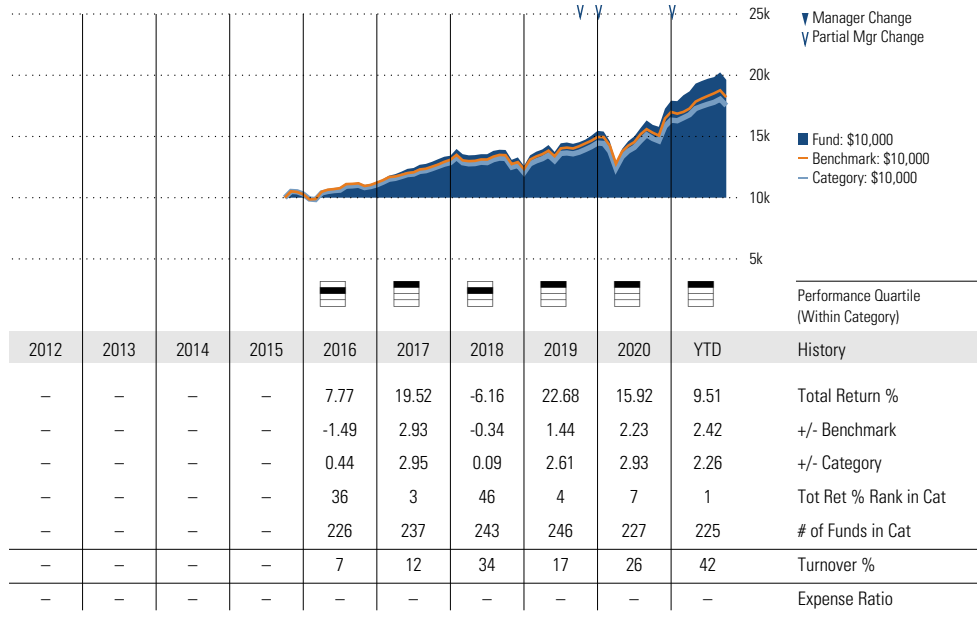 25k
Manager Change
Partial Mgr Change
20k
15k
Fund: $10,000
Benchmark: $10,000
Category: $10,000
10k
5k
Performance Quartile
(Within Category)
2012 2013 2014 2015 2016 2017 2018 2019 2020 YTD History
– – – – 7.77 19.52 -6.16 22.68 15.92 9.51 Total Return %
– – – – -1.49 2.93 -0.34 1.44 2.23 2.42 +/- Benchmark
– – – – 0.44 2.95 0.09 2.61 2.93 2.26 +/- Category
– – – – 36 3 46 4 7 1 Tot Ret % Rank in Cat
– – – – 226 237 243 246 227 225 # of Funds in Cat
– – – – 7 12 34 17 26 42 Turnover %
– – – – – – – – – – Expense Ratio